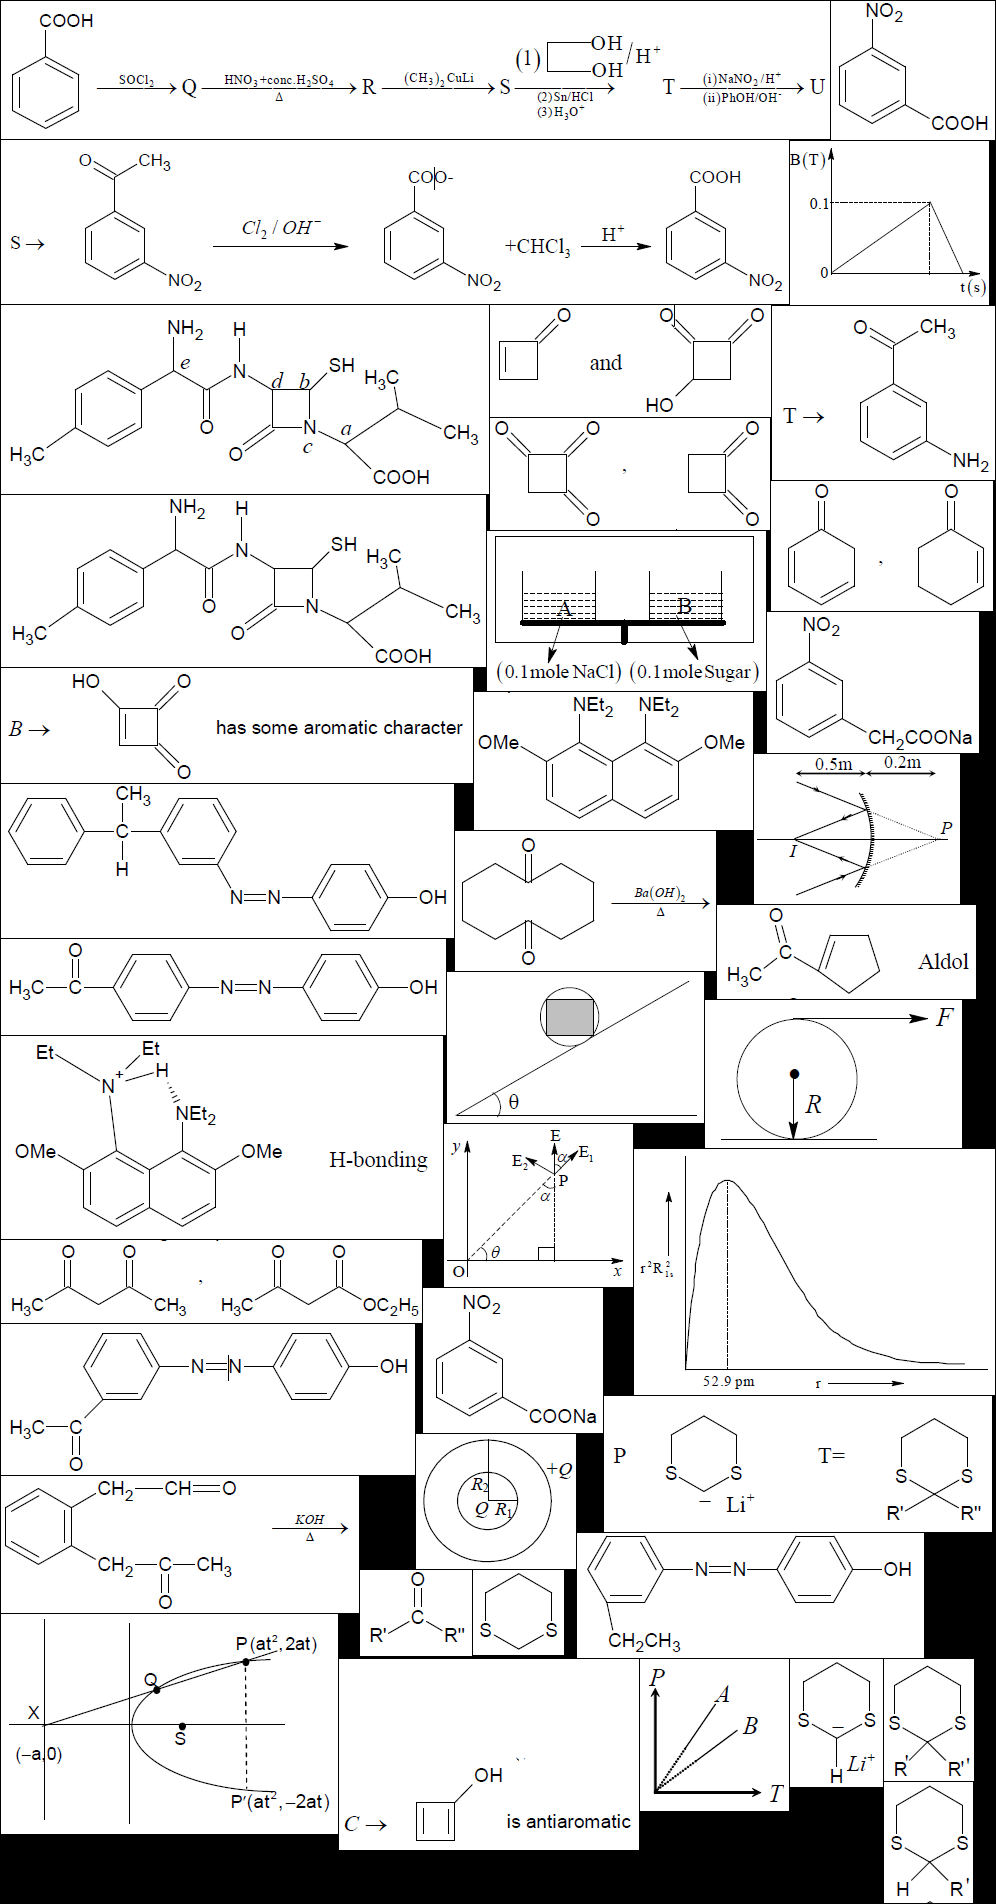 COOH
SOCl2 Q HNO3+conc.H2SO4 Δ R (CH3)2 CuLi S (1) OH OH / H+ (2)Sn/HCl (3)H3O+ T (i) NaNO2/H+ (ii)PhOH/OH- U
NO2
COOH
S → O CH3 NO2 Cl2 / OH− COO- NO2 +CHCl3 H+ COOH NO2
B(T)
0.1
0
t(s)
NH2 H e N d b SH H3C O O N c a CH3 H3C COOH
O and O O HO
T → O CH3 NH2
O O O , O O
NH2 H N SH H3C O O N CH3 H3C COOH
O , O
A B
(0.1mole NaCl) (0.1moleSugar)
NO2
CH2COONa
B → HO O O has some aromatic character
NEt2 NEt2
OMe OMe
0.5m 0.2m
I P
CH3
C
H
N=N OH
O
O
Ba(OH)2
Δ
O
C
H3C
Aldol
O
H3C C N=N OH
θ
F
R
Et Et
N + H
NEt2
OMe OMe
H-bonding
y E
E2 α E1
P
α
θ
O x
r2R2 1s
52.9 pm r
O O , O O
H3C CH3 H3C OC2H5
NO2
COONa
N=N OH
H3C C
O
R2
Q R1
+Q
P S S − Li+ T= S S R' R"
CH2 CH=O
KOH
Δ
CH2 C CH3
O
N=N OH
CH2CH3
O
C
R' R"
S S
P(at2, 2at)
Q
X
S
(−a,0)
P'(at2, −2at)
C → OH is antiaromatic
P
A
B
T
S S
−
H Li+
S S
R' R''
S S
H R'